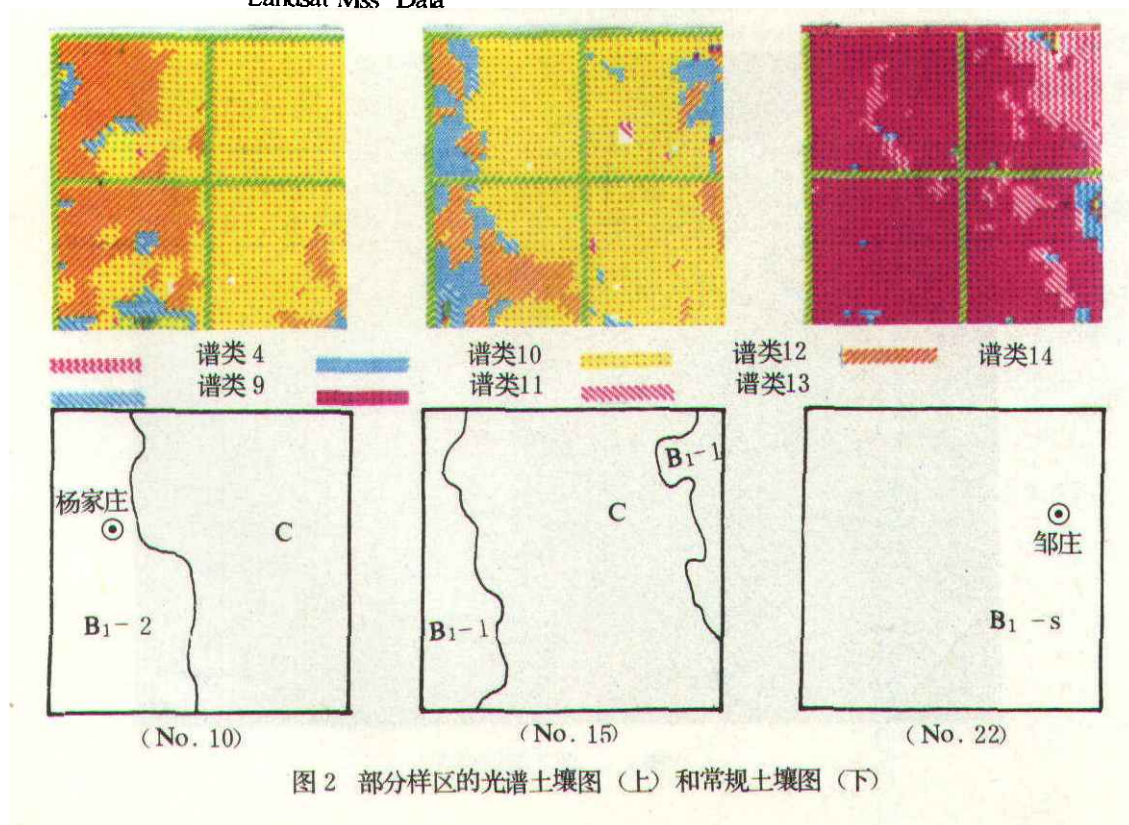 Landsat Mss Data
谱类 4 谱类10 谱类12 谱类14
谱类 9 谱类11 谱类13
杨家庄
C
B₁-2
B₁-1
C
B₁-1
邹庄
B₁-s
(No. 10) (No. 15) (No. 22)
图 2 部分样区的光谱土壤图 (上) 和常规土壤图 (下)